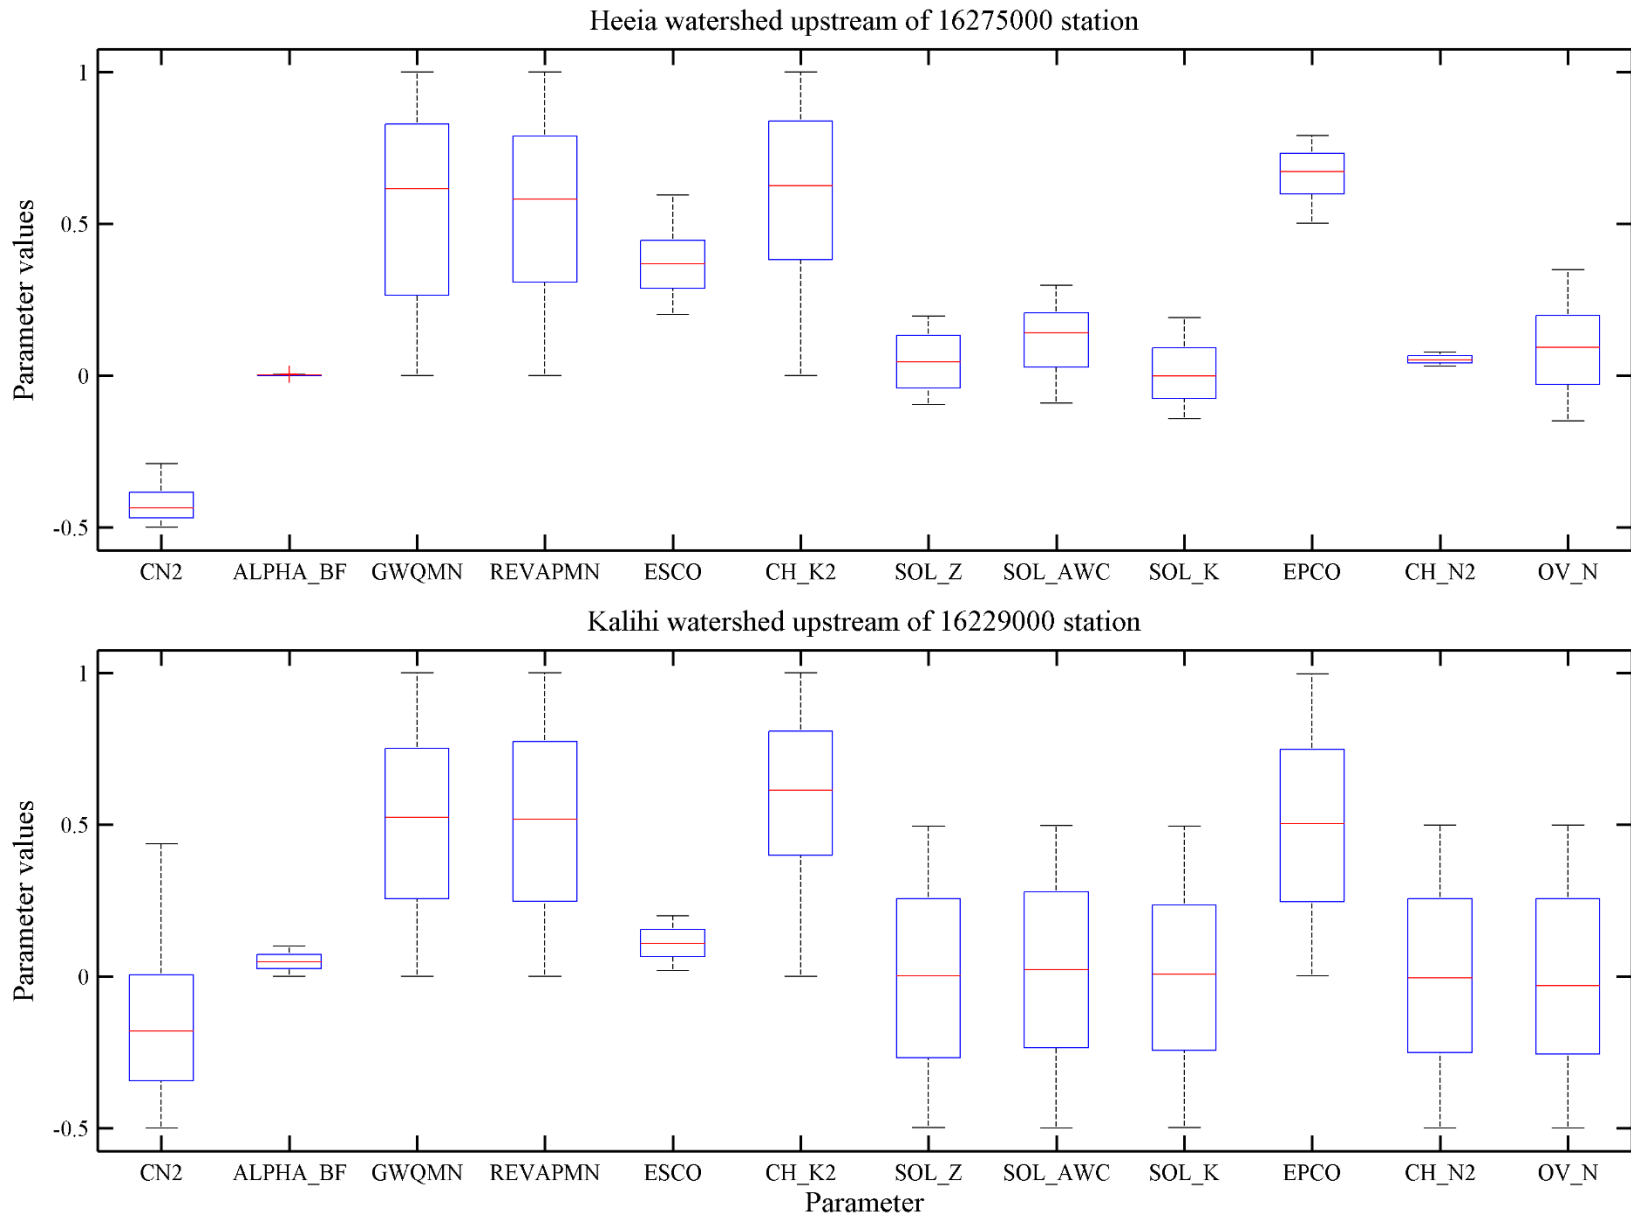 Heeia watershed upstream of 16275000 station
1
0.5
0
-0.5
Parameter values
CN2 ALPHA_BF GWQMN REVAPMN ESCO CH_K2 SOL_Z SOL_AWC SOL_K EPCO CH_N2 OV_N
Kalihi watershed upstream of 16229000 station
1
0.5
0
-0.5
Parameter values
CN2 ALPHA_BF GWQMN REVAPMN ESCO CH_K2 SOL_Z SOL_AWC SOL_K EPCO CH_N2 OV_N
Parameter